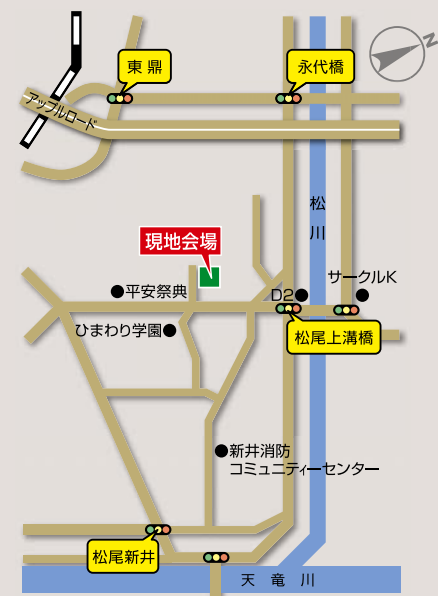 東鼎
永代橋
N
アップルロード
松川
現地会場
サークルK
平安祭典
D2
ひまわり学園
松尾上溝橋
新井消防
コミュニティーセンター
松尾新井
天竜川